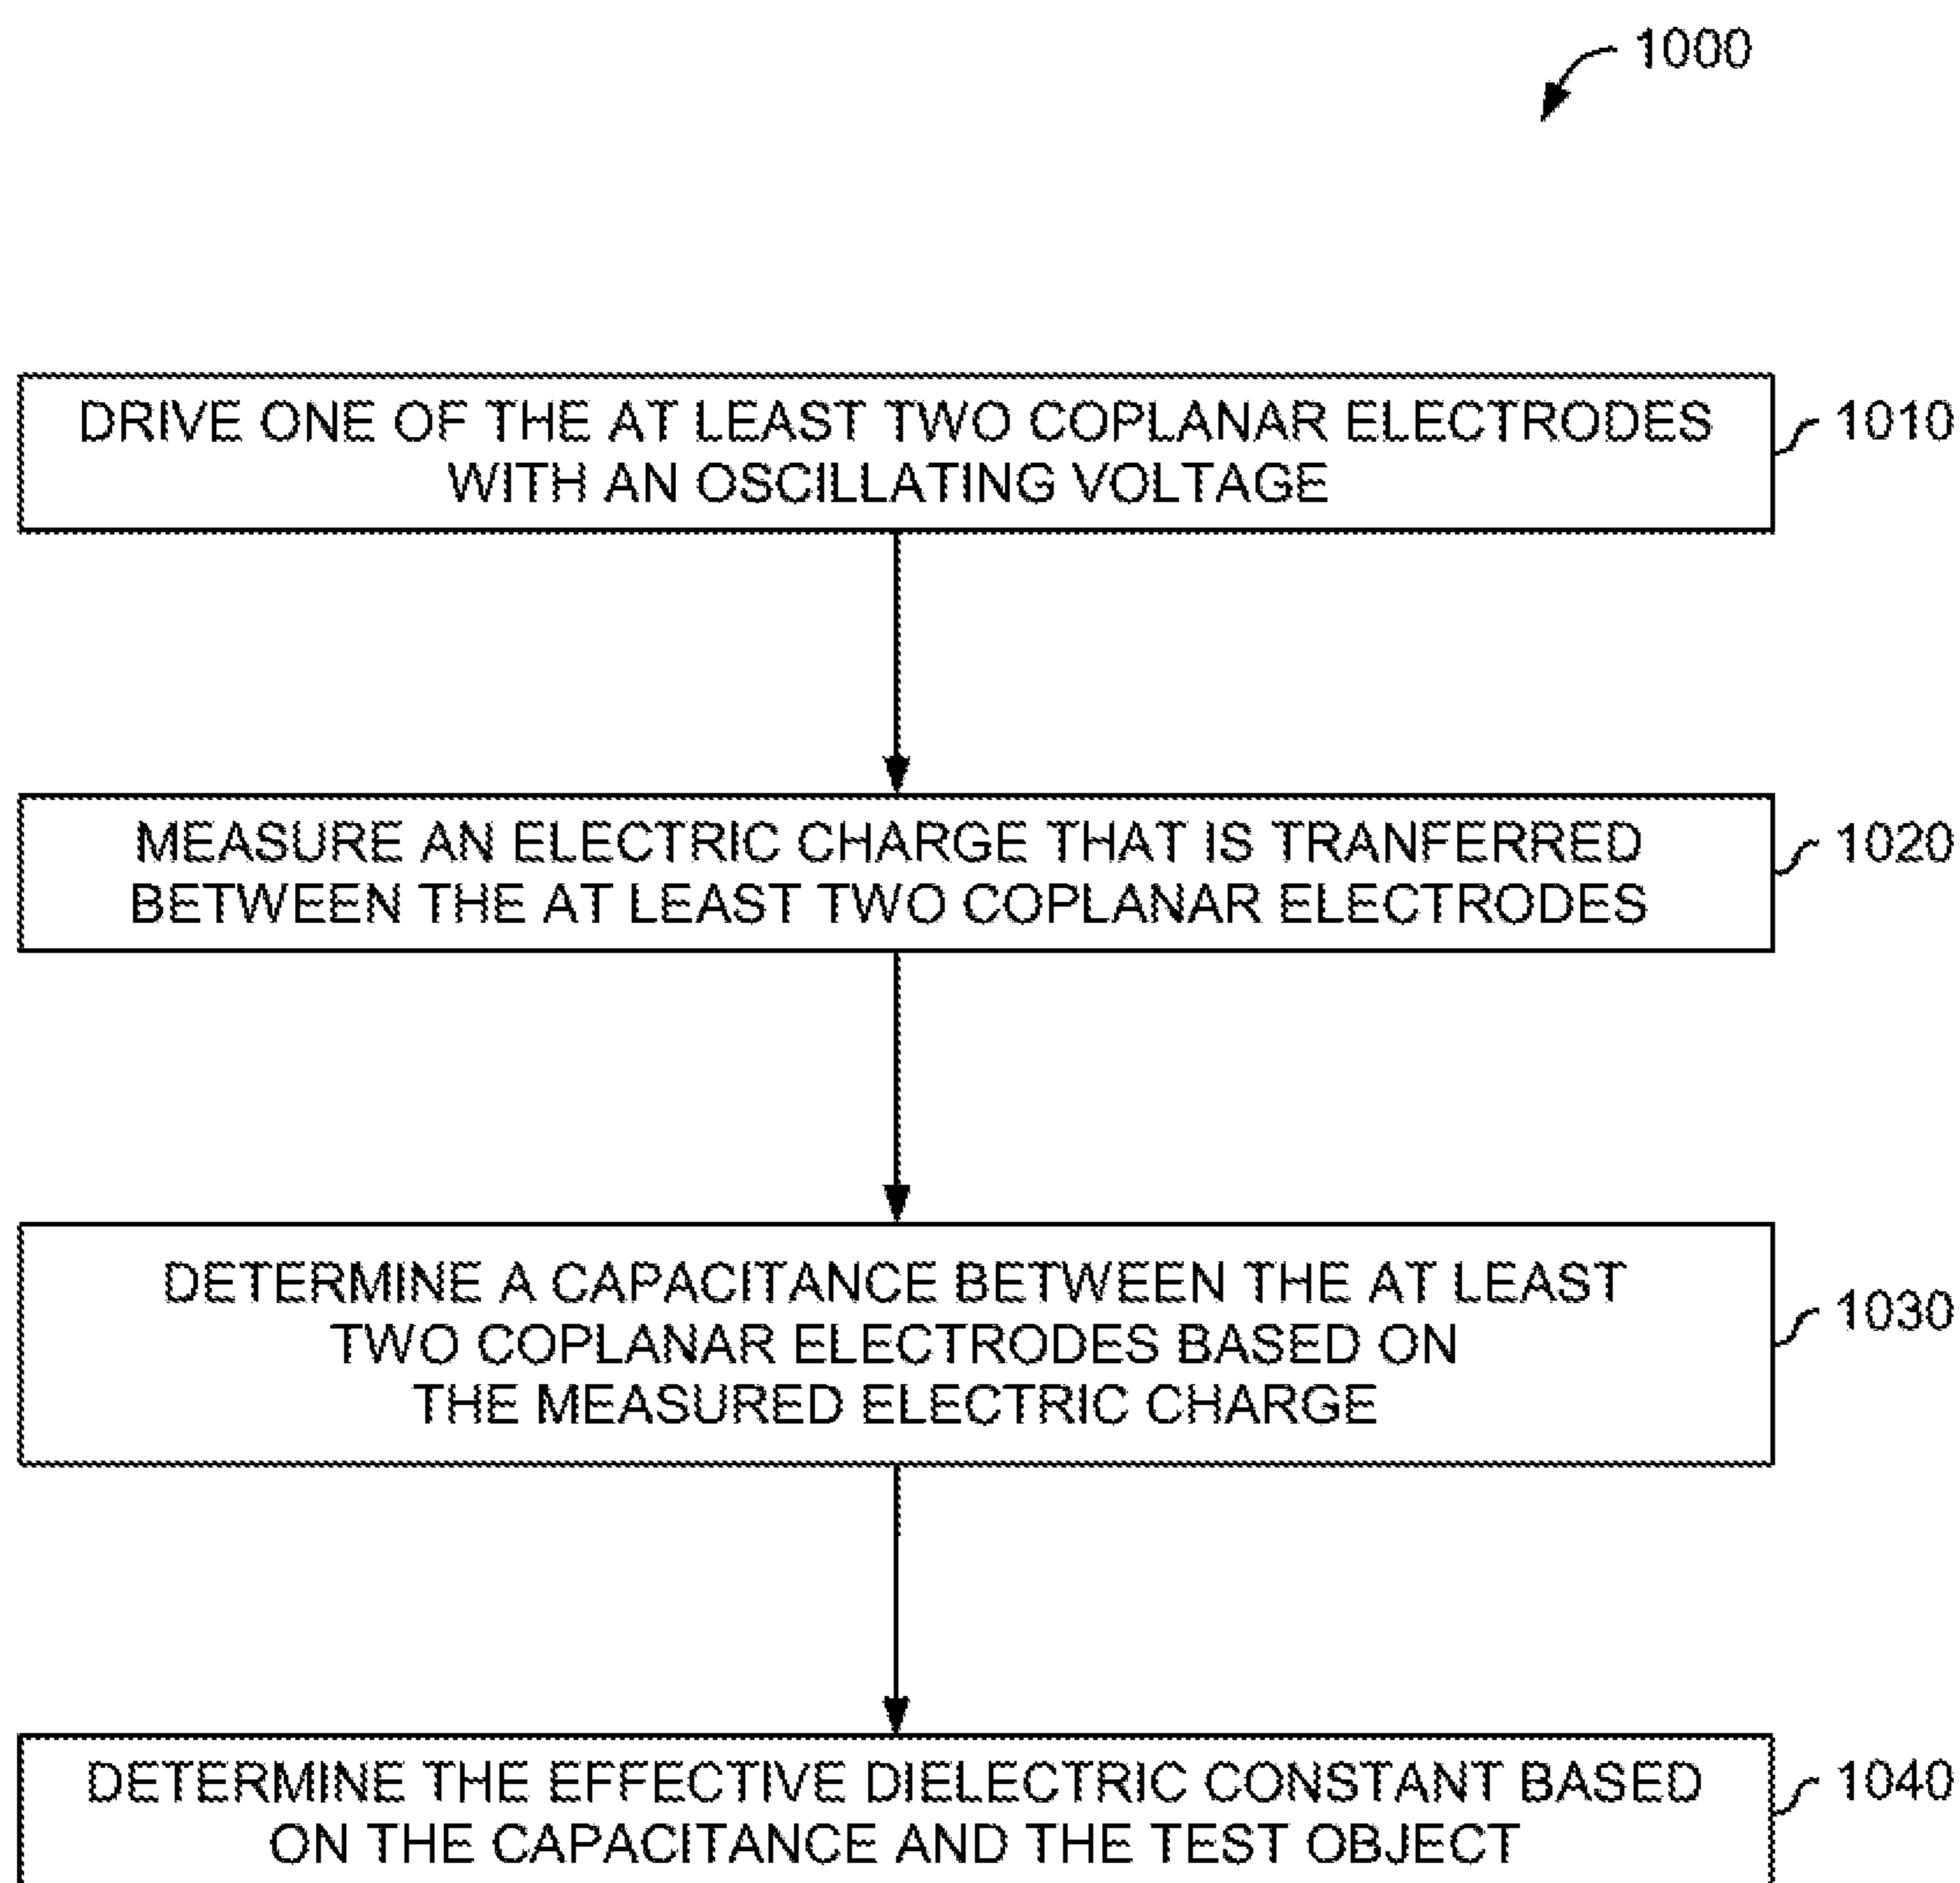 1000
DRIVE ONE OF THE AT LEAST TWO COPLANAR ELECTRODES
WITH AN OSCILLATING VOLTAGE
1010
MEASURE AN ELECTRIC CHARGE THAT IS TRANFERRED
BETWEEN THE AT LEAST TWO COPLANAR ELECTRODES
1020
DETERMINE A CAPACITANCE BETWEEN THE AT LEAST
TWO COPLANAR ELECTRODES BASED ON
THE MEASURED ELECTRIC CHARGE
1030
DETERMINE THE EFFECTIVE DIELECTRIC CONSTANT BASED
ON THE CAPACITANCE AND THE TEST OBJECT
1040